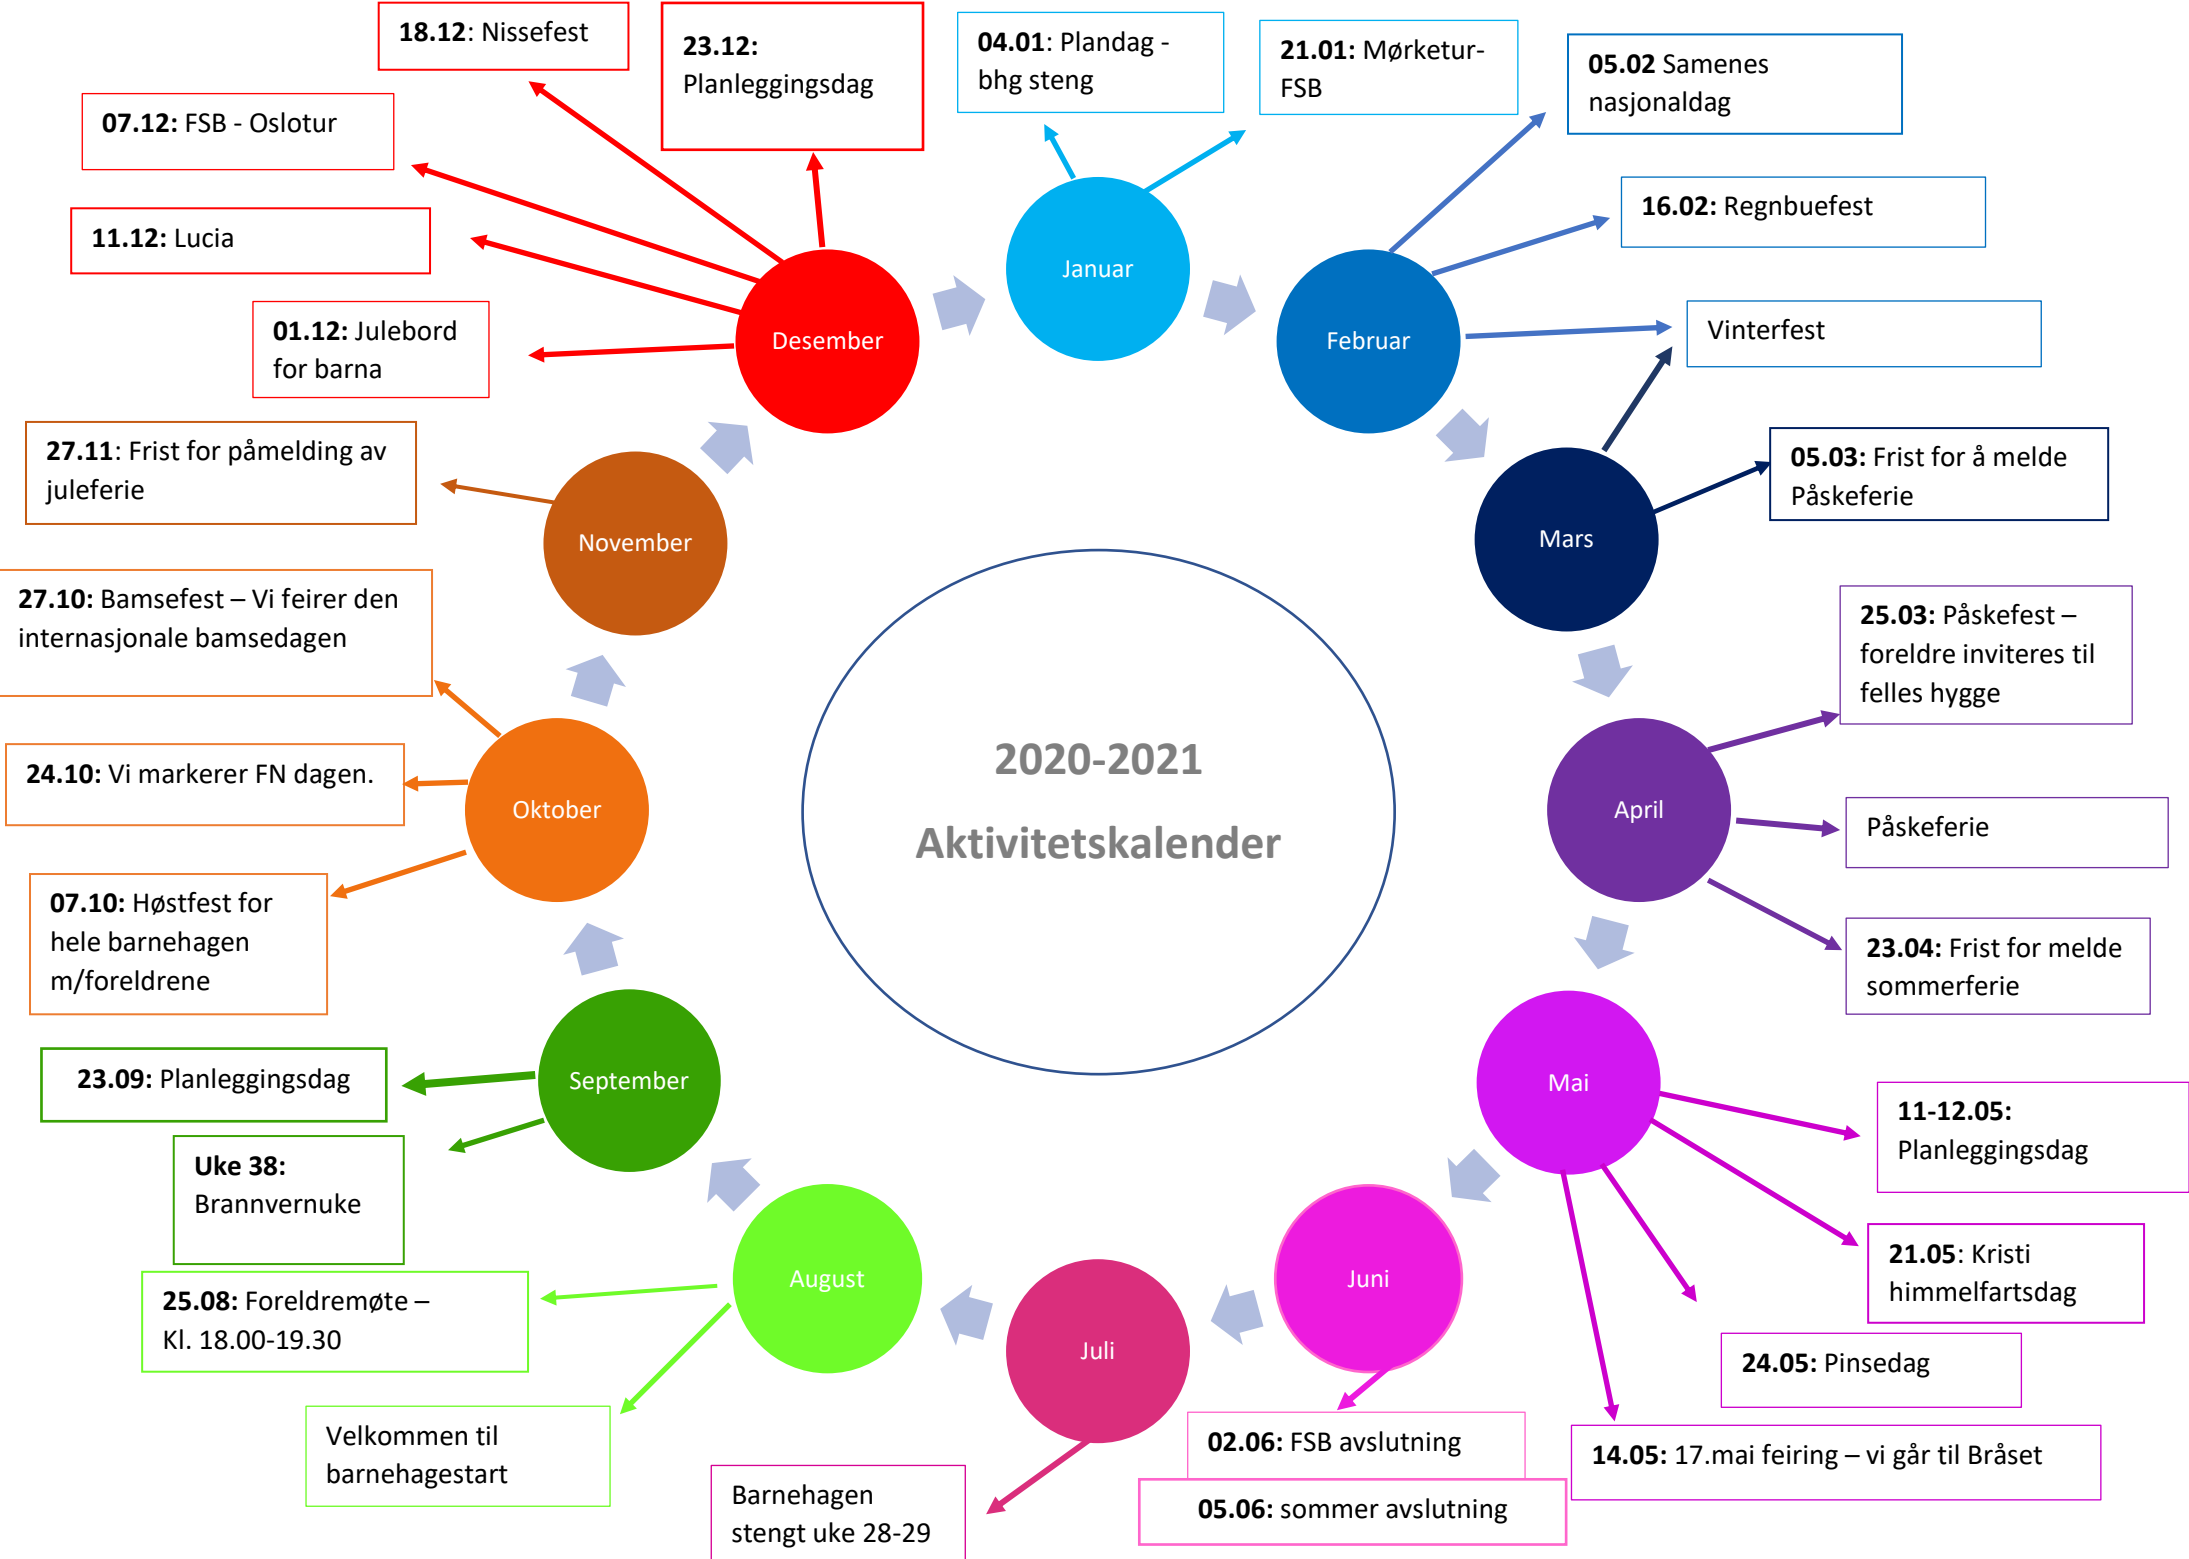 2020-2021
Aktivitetskalender
Januar
04.01: Plandag -
bhg steng
21.01: Mørketur-
FSB
Februar
05.02 Samenes
nasjonaldag
16.02: Regnbuefest
Vinterfest
Mars
05.03: Frist for å melde
Påskeferie
April
25.03: Påskefest –
foreldre inviteres til
felles hygge
Påskeferie
23.04: Frist for melde
sommerferie
Mai
11-12.05:
Planleggingsdag
21.05: Kristi
himmelfartsdag
24.05: Pinsedag
14.05: 17.mai feiring – vi går til Bråset
Juni
02.06: FSB avslutning
05.06: sommer avslutning
Juli
Barnehagen
stengt uke 28-29
August
Velkommen til
barnehagestart
25.08: Foreldremøte –
Kl. 18.00-19.30
September
Uke 38:
Brannvernuke
23.09: Planleggingsdag
Oktober
07.10: Høstfest for
hele barnehagen
m/foreldrene
24.10: Vi markerer FN dagen.
27.10: Bamsefest – Vi feirer den
internasjonale bamsedagen
November
27.11: Frist for påmelding av
juleferie
Desember
01.12: Julebord
for barna
11.12: Lucia
07.12: FSB - Oslotur
18.12: Nissefest
23.12:
Planleggingsdag